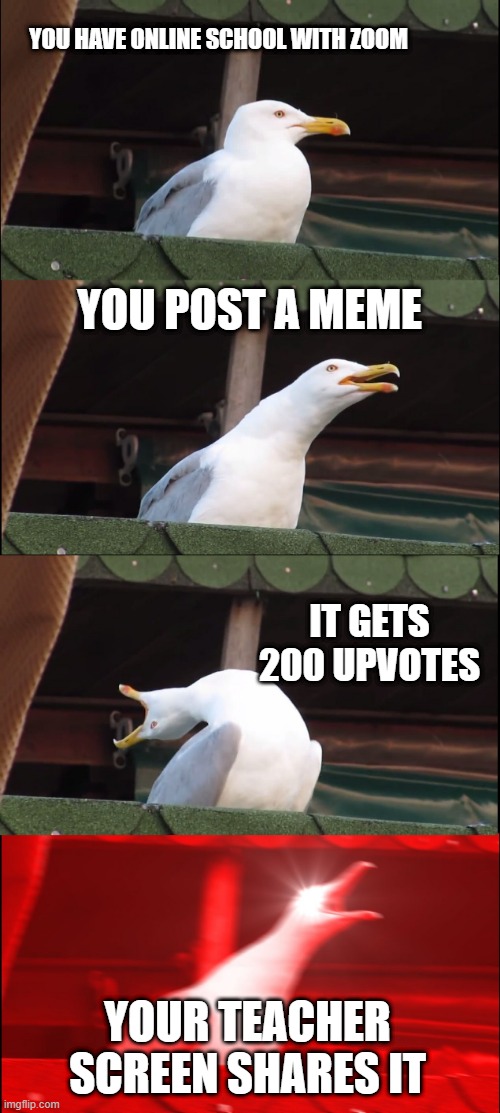 YOU HAVE ONLINE SCHOOL WITH ZOOM
YOU POST A MEME
IT GETS
200 UPVOTES
YOUR TEACHER
SCREEN SHARES IT
imgflip.com